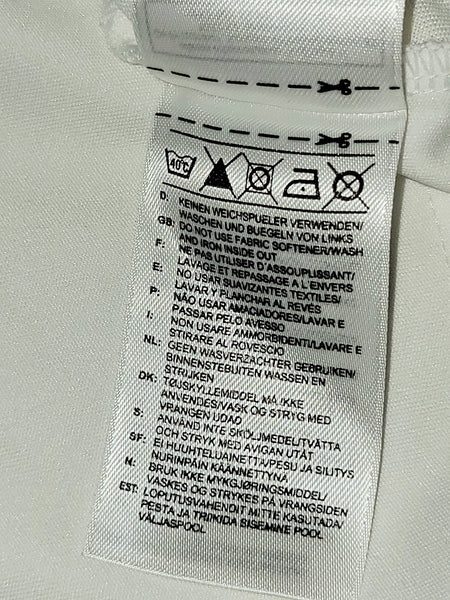 40°C
D: KEINEN WEICHSPUELER VERWENDEN/
WASCHEN UND BUEGELN VON LINKS
GB: DO NOT USE FABRIC SOFTENER/WASH
AND IRON INSIDE OUT
F: NE PAS UTILISER D'ASSOUPLISSANT/
LAVAGE ET REPASSAGE A L'ENVERS
E: NO USAR SUAVIZANTES TEXTILES/
LAVAR Y PLANCHAR AL REVÉS
P: NÃO USAR AMACIADORES/LAVAR E
PASSAR PELO AVESSO
I: NON USARE AMMORBIDENTI/LAVARE E
STIRARE AL ROVESCIO
NL: GEEN WASVERZACHTER GEBRUIKEN/
BINNENSTEBUITEN WASSEN EN
STRIJKEN
DK: TØJSKYLLEMIDDEL MÅ IKKE
ANVENDES/VASK OG STRYG MED
VRANGEN UDAD
S: ANVÄND INTE SKÖLJMEDEL/TVÄTTA
OCH STRYK MED AVIGAN UTÅT
SF: EI HUUHTELUAINETTA/PESU JA SILITYS
NURINPÄIN KÄÄNNETTYNÄ
N: BRUK IKKE MYKGJØRINGSMIDDEL/
VASKES OG STRYKES PÅ VRANGSIDEN
EST: LOPUTUSVAHENDIT MITTE KASUTADA/
PESTA JA TRIIKIDA SISEMINE POOL
VÄLJASPOOL